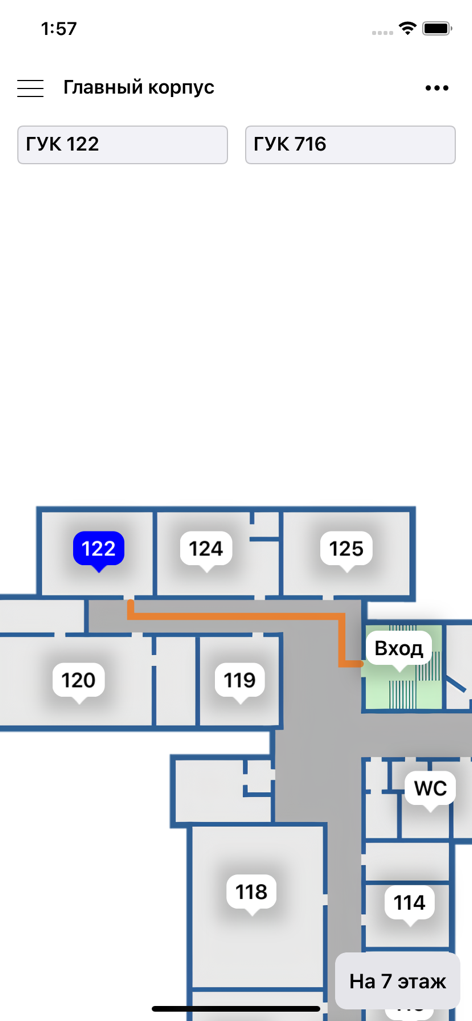 1:57
Главный корпус
ГУК 122
ГУК 716
122
124
125
Вход
120
119
WC
118
114
На 7 этаж